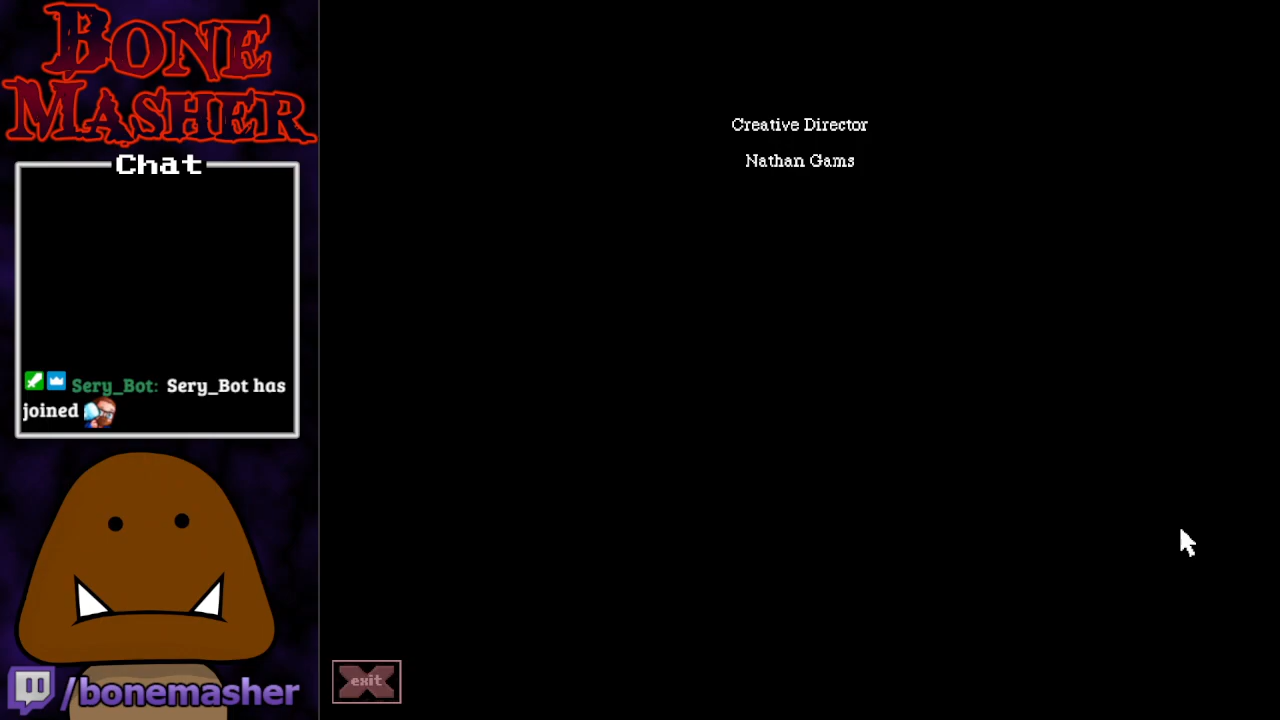 BONE
MASHER
Chat
Sery_Bot: Sery_Bot has
joined
/bonemasher
Creative Director
Nathan Gams
exit